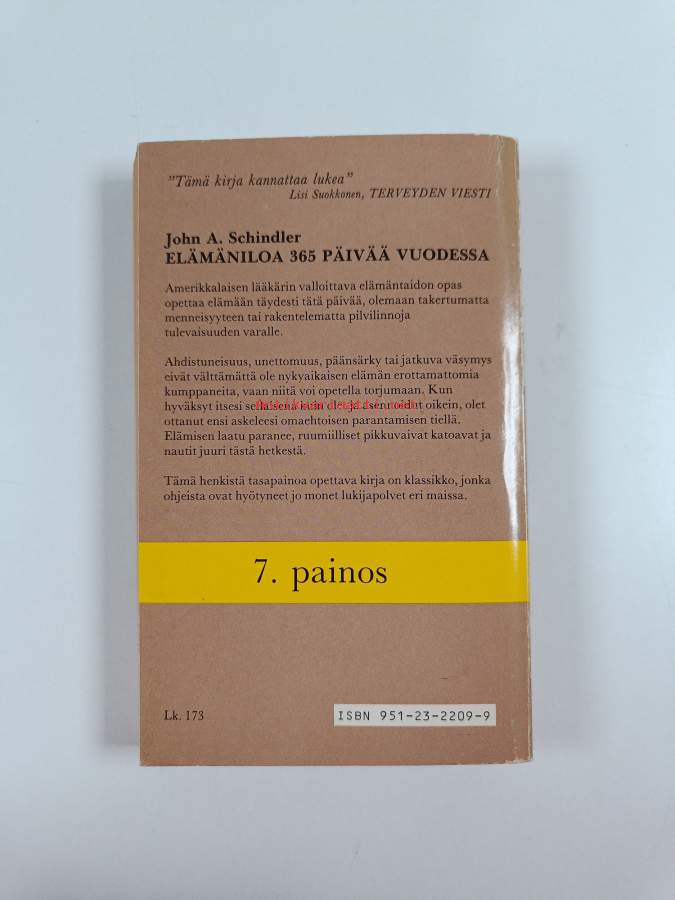 ”Tämä kirja kannattaa lukea”
Lisi Suokkonen, TERVEYDEN VIESTI
John A. Schindler
ELÄMÄNILOA 365 PÄIVÄÄ VUODESSA
Amerikkalaisen lääkärin valloittava elämäntaidon opas
opettaa elämään täydesti tätä päivää, olemaan takertumatta
menneisyyteen tai rakentelematta pilvilinnoja
tulevaisuuden varalle.
Ahdistuneisuus, unettomuus, päänsärky tai jatkuva väsymys
eivät välttämättä ole nykyaikaisen elämän erottamattomia
kumppaneita, vaan niitä voi opetella torjumaan. Kun
hyväksyt itsesi sellaisena kuin olet ja asennoidut oikein, olet
ottanut ensi askeleesi omaehtoisen parantamisen tiellä.
Elämisen laatu paranee, ruumiilliset pikkuvaivat katoavat ja
nautit juuri tästä hetkestä.
Tämä henkistä tasapainoa opettava kirja on klassikko, jonka
ohjeista ovat hyötyneet jo monet lukijapolvet eri maissa.
7. painos
Lk. 173
ISBN 951-23-2209-9